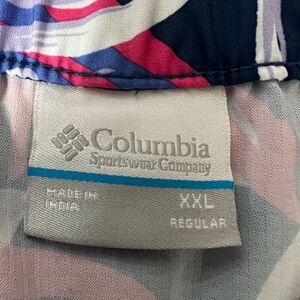 Columbia
Sportswear Company
MADE IN
INDIA
XXL
REGULAR